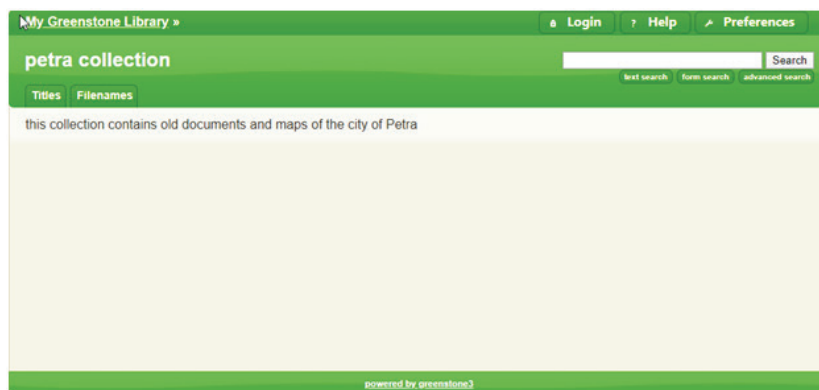 My Greenstone Library »
Login
? Help
Preferences
petra collection
Search
text search
form search
advanced search
Titles
Filenames
this collection contains old documents and maps of the city of Petra
powered by greenstone3